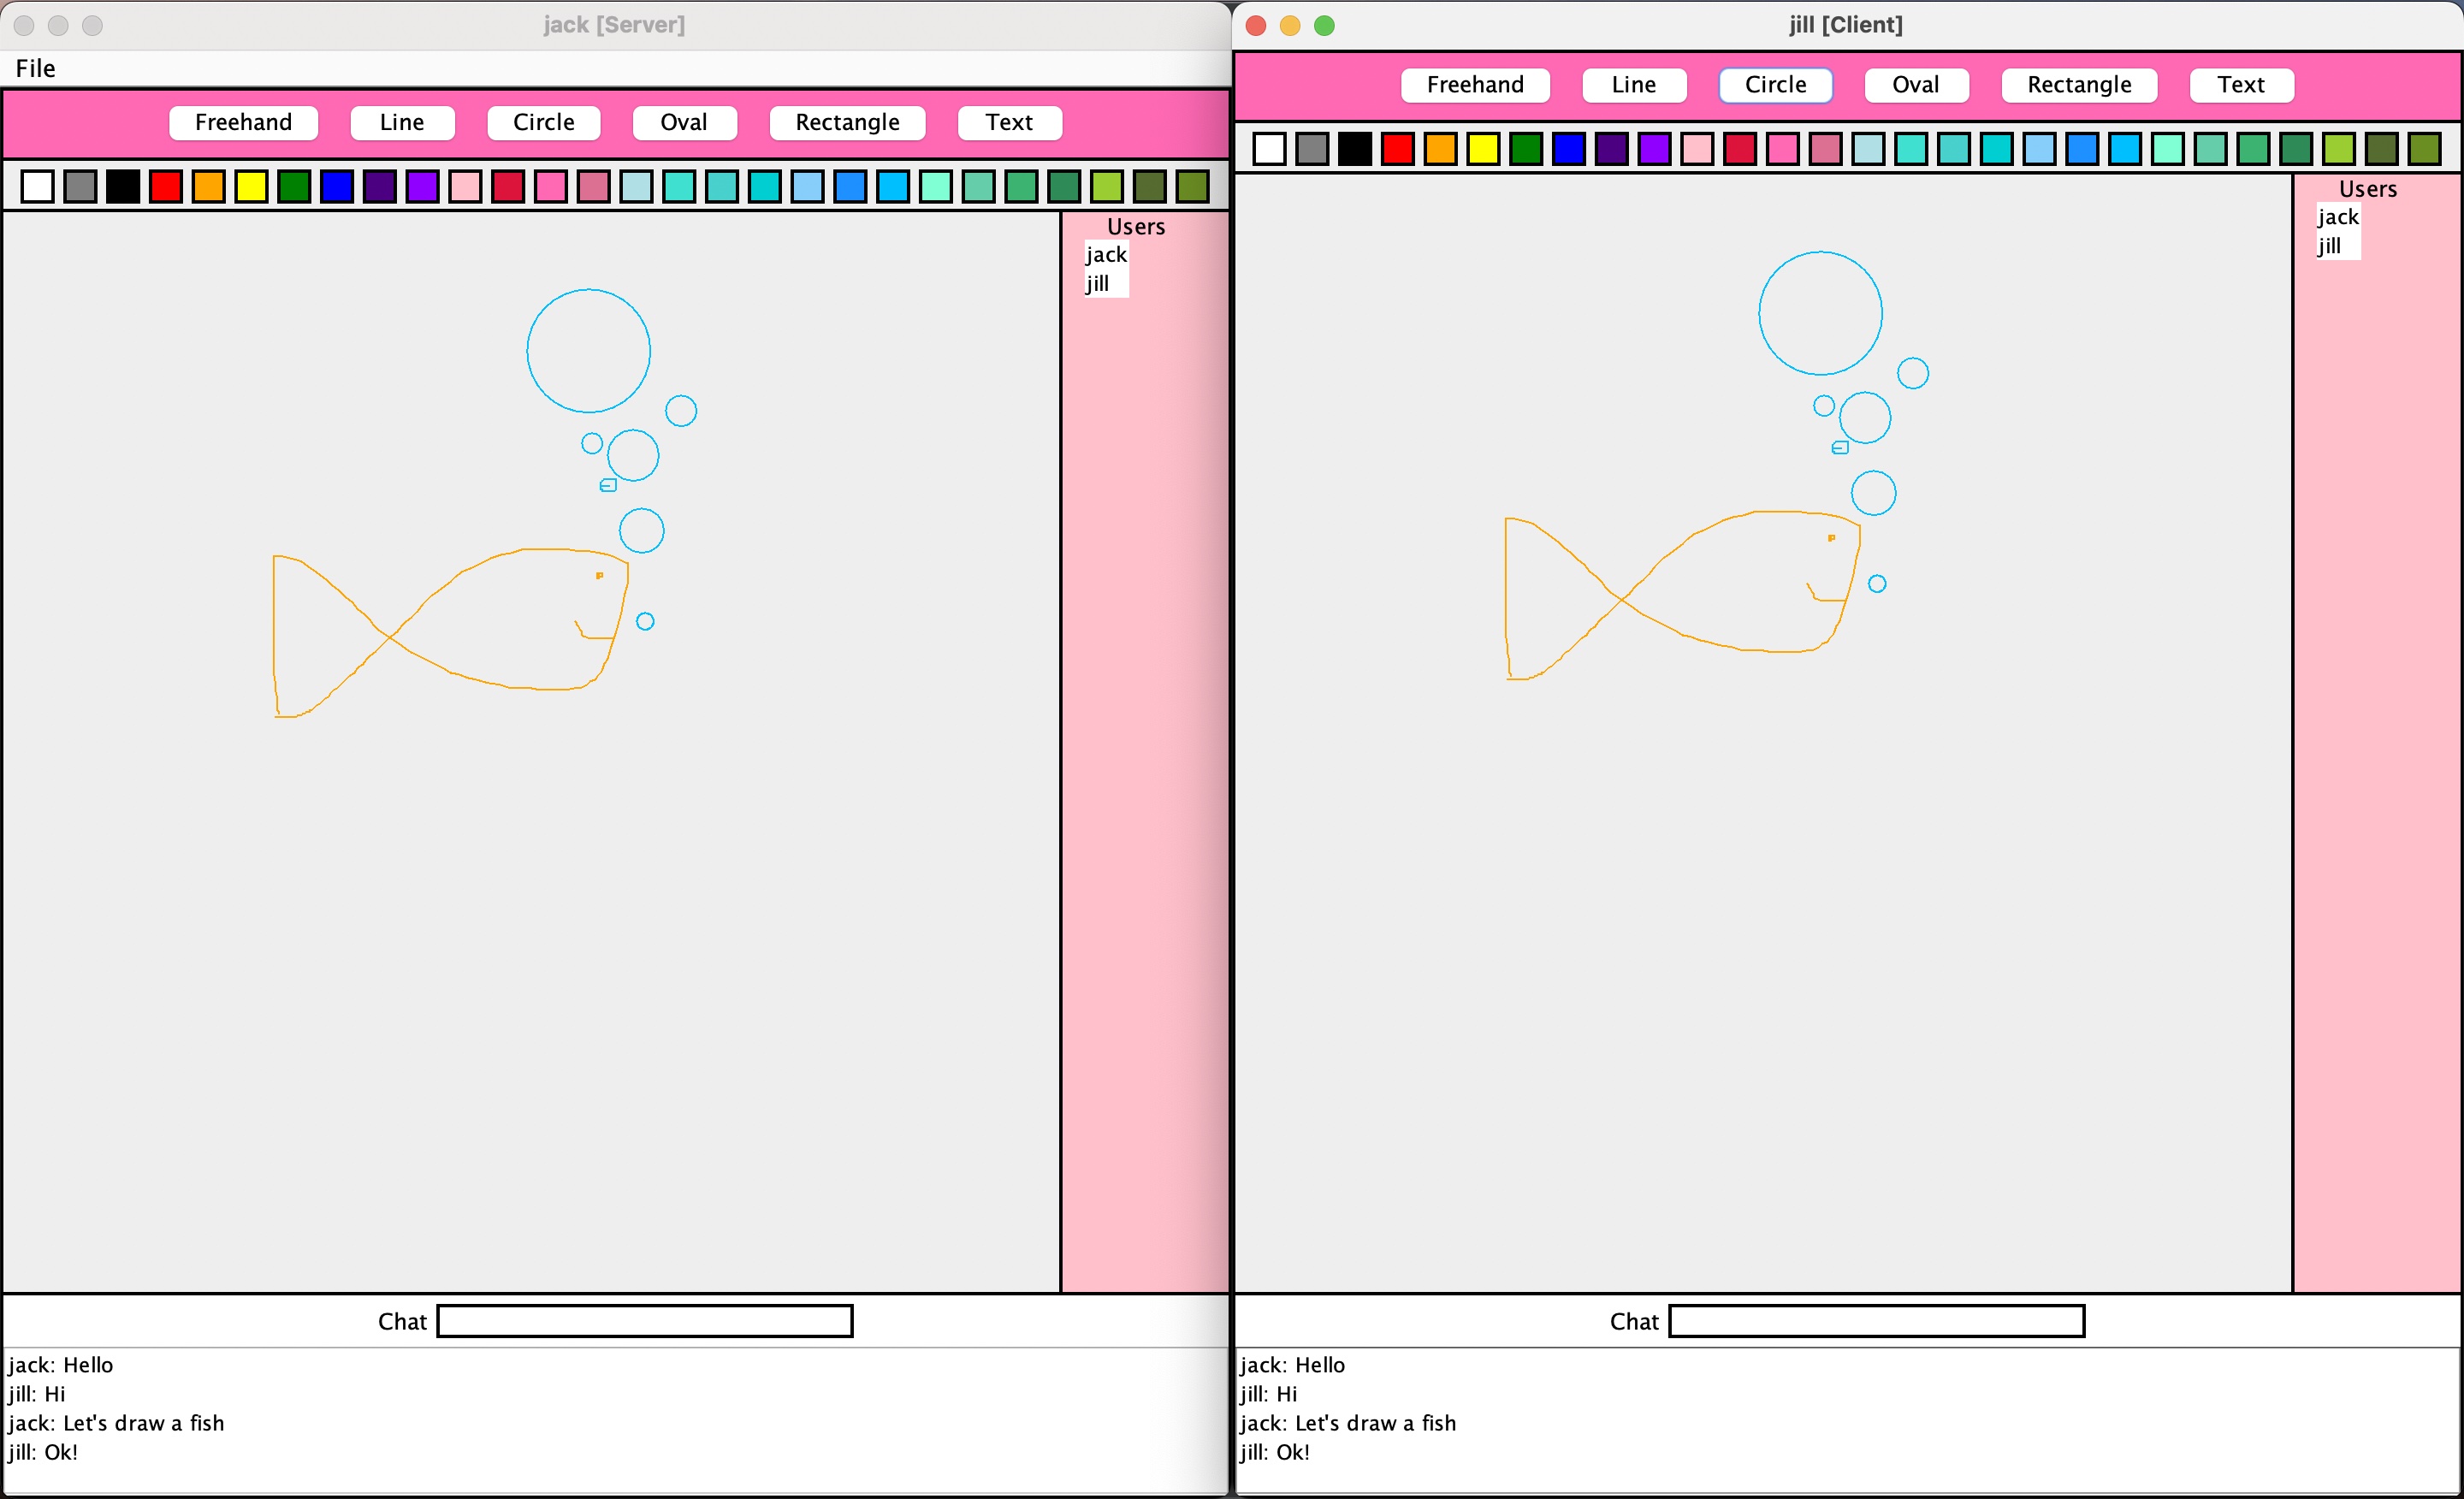 jack [Server]
File
Freehand Line Circle Oval Rectangle Text
Users
jack
jill
Chat
jack: Hello
jill: Hi
jack: Let's draw a fish
jill: Ok!
jill [Client]
Freehand Line Circle Oval Rectangle Text
Users
jack
jill
Chat
jack: Hello
jill: Hi
jack: Let's draw a fish
jill: Ok!